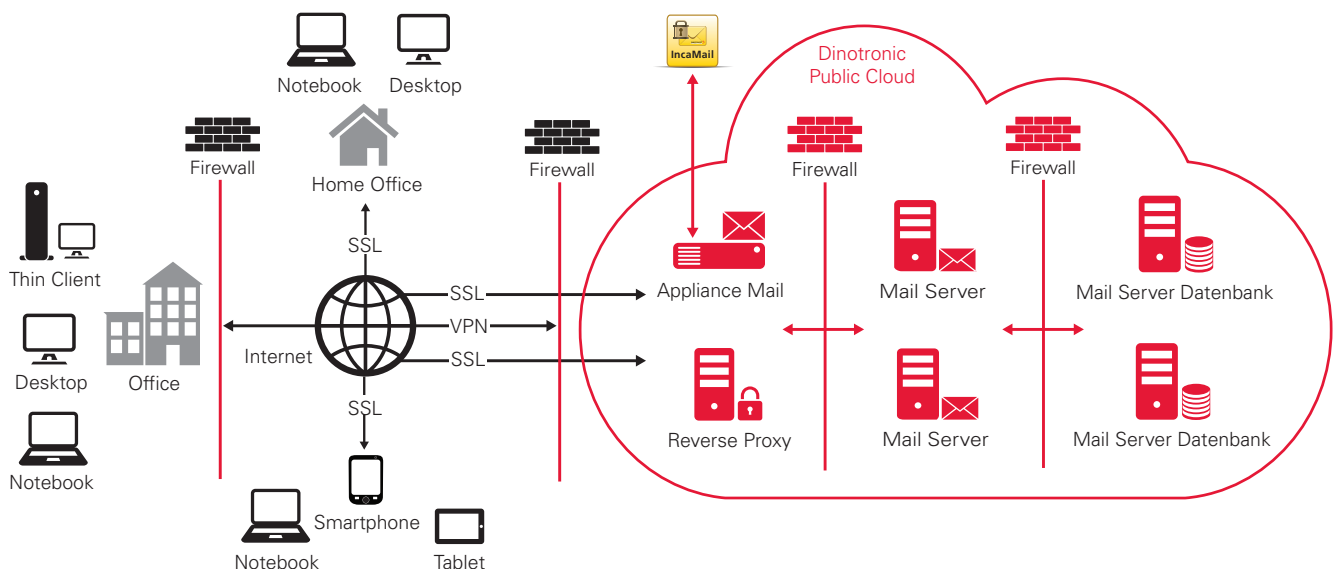 IncaMail
Dinotronic
Public Cloud
Notebook
Desktop
Firewall
Home Office
Firewall
Firewall
Firewall
Thin Client
SSL
SSL
Appliance Mail
Mail Server
Mail Server Datenbank
VPN
Internet
SSL
Desktop
Office
SSL
Reverse Proxy
Mail Server
Mail Server Datenbank
Notebook
Smartphone
Notebook
Tablet